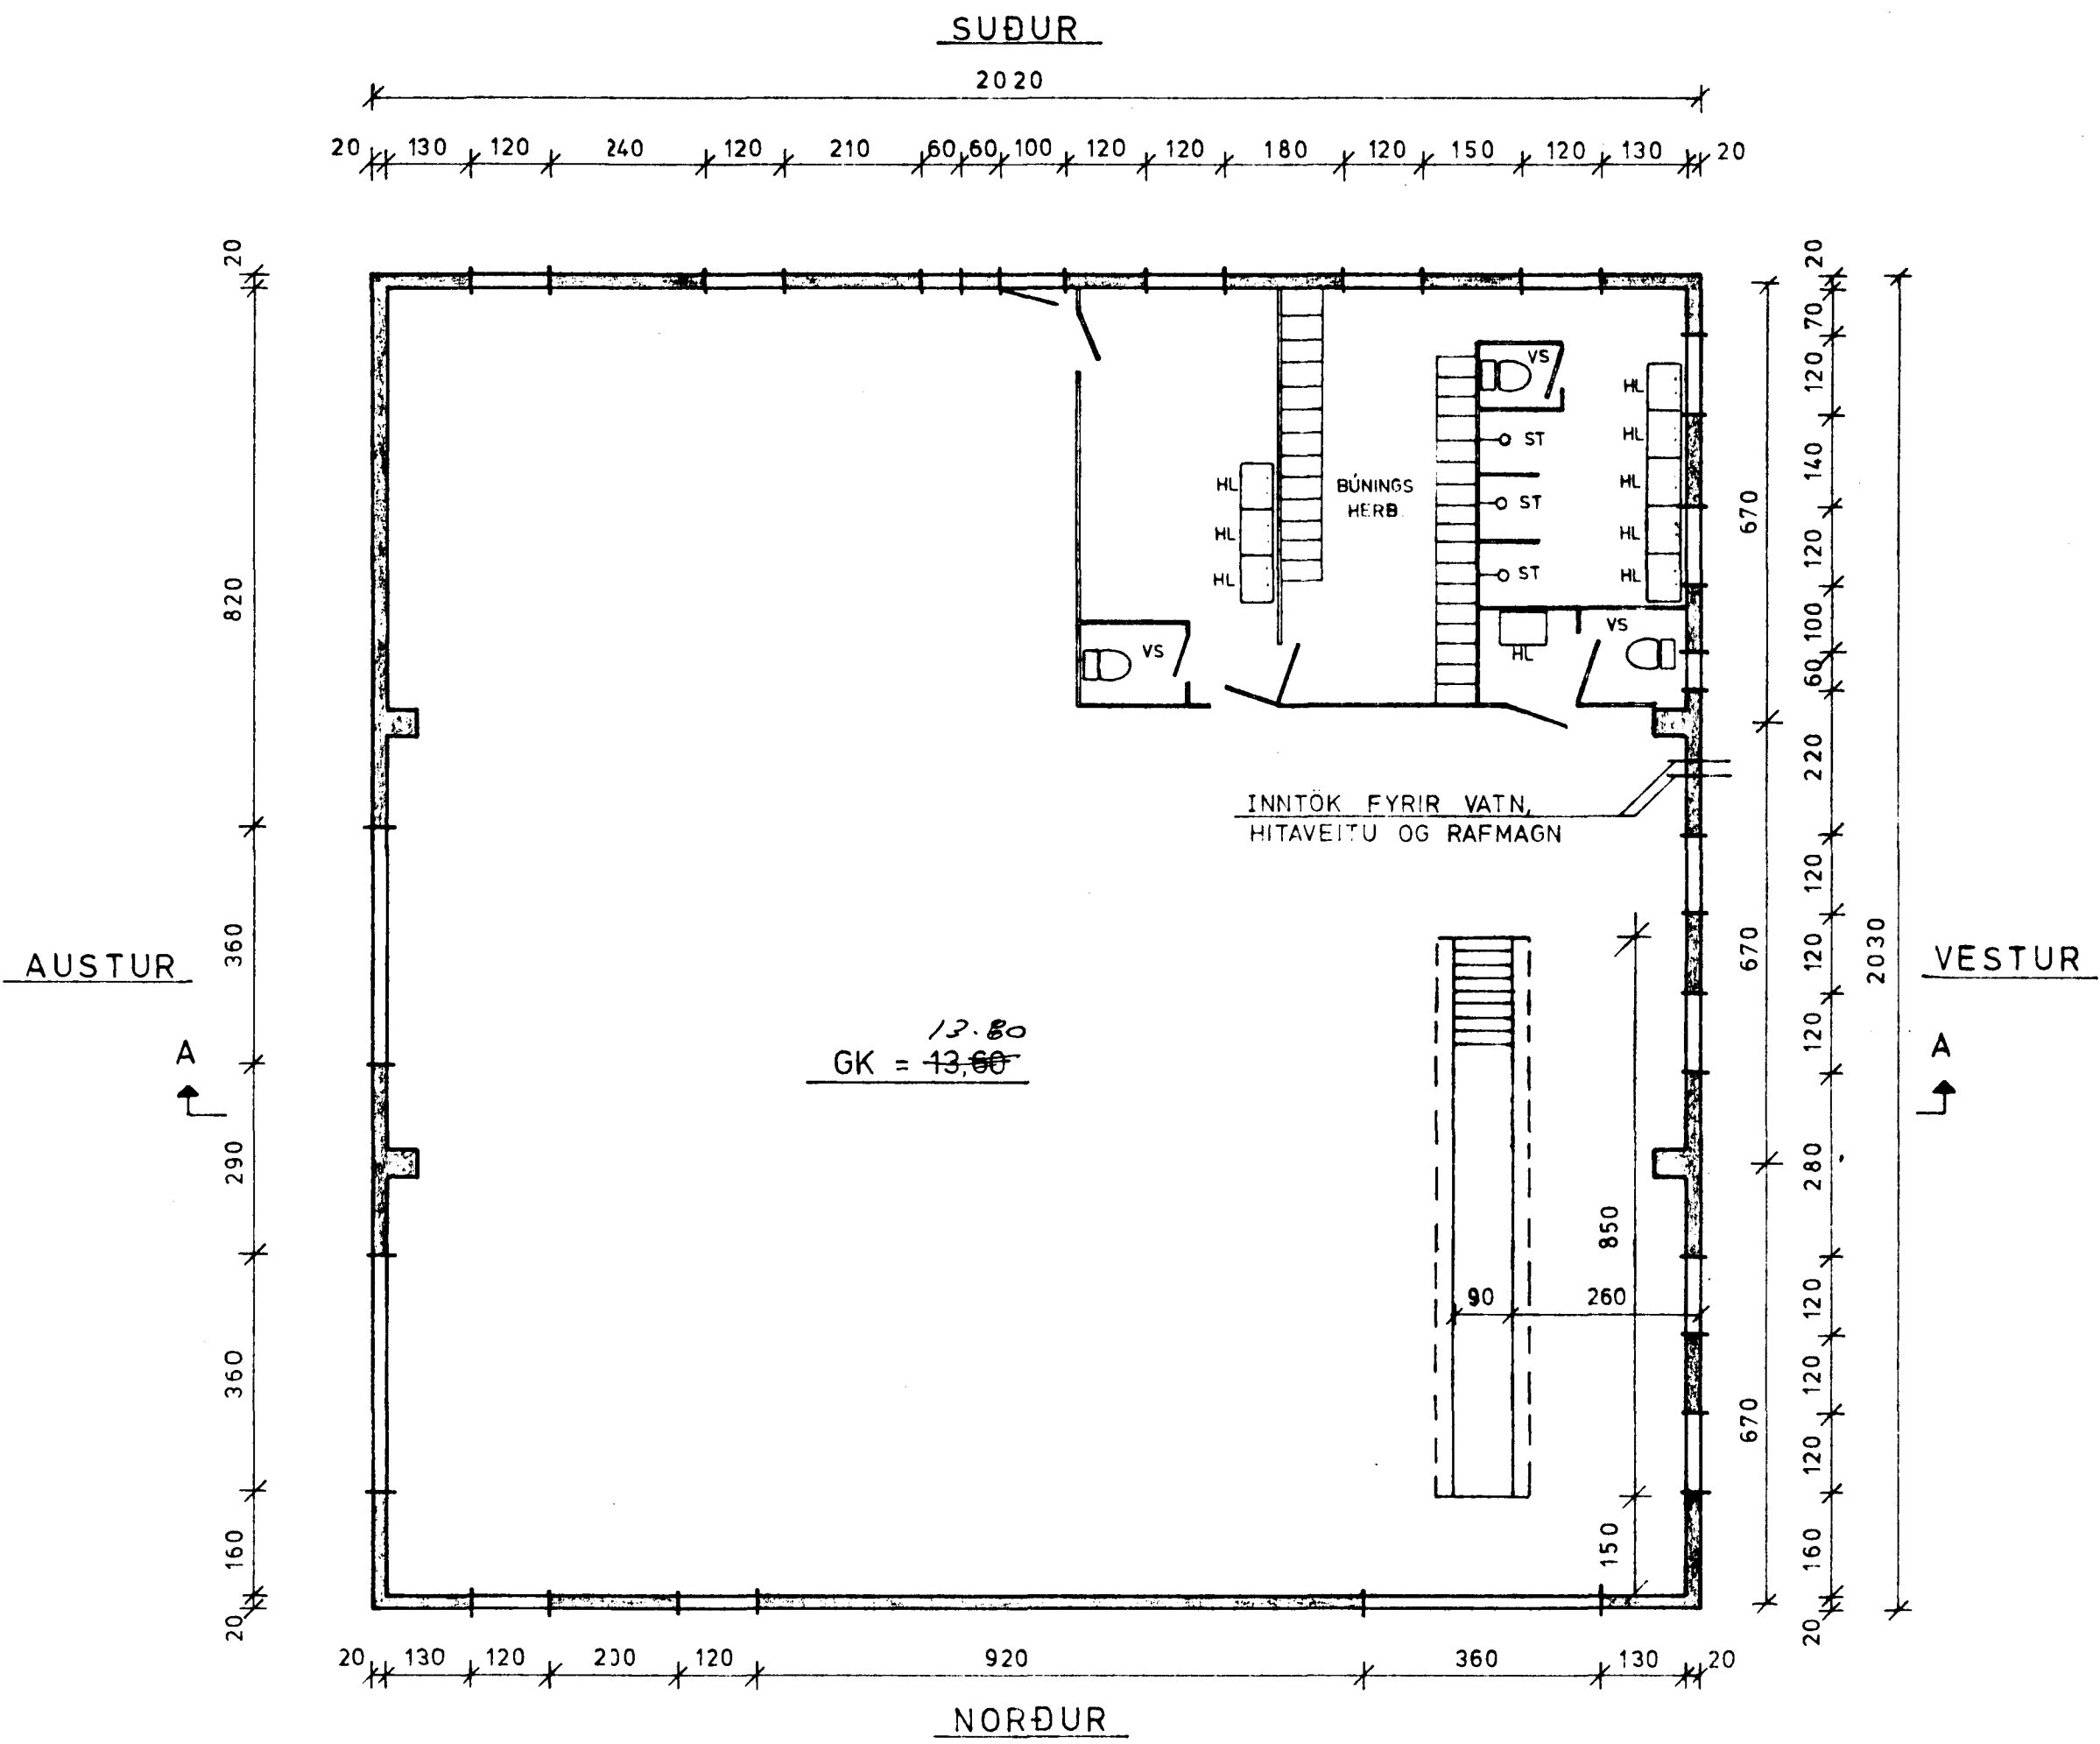 SUÐUR
2020
20 130 120 240 120 210 60 60 100 120 120 180 120 150 120 130 20
20
820
360
290
360
160
20
20
70
120
140
120
100
60
220
120
120
120
280
120
120
120
160
20
670
670
670
2030
VS
HL
HL
HL
HL
HL
ST
ST
ST
HL
HL
HL
BÚNINGS
HERB.
VS
HL
VS
INNTÖK FYRIR VATN,
HITAVEITU OG RAFMAGN
AUSTUR
VESTUR
A
A
13.80
GK = 13,60
850
90 260
150
20 130 120 200 120 920 360 130 20
NORÐUR